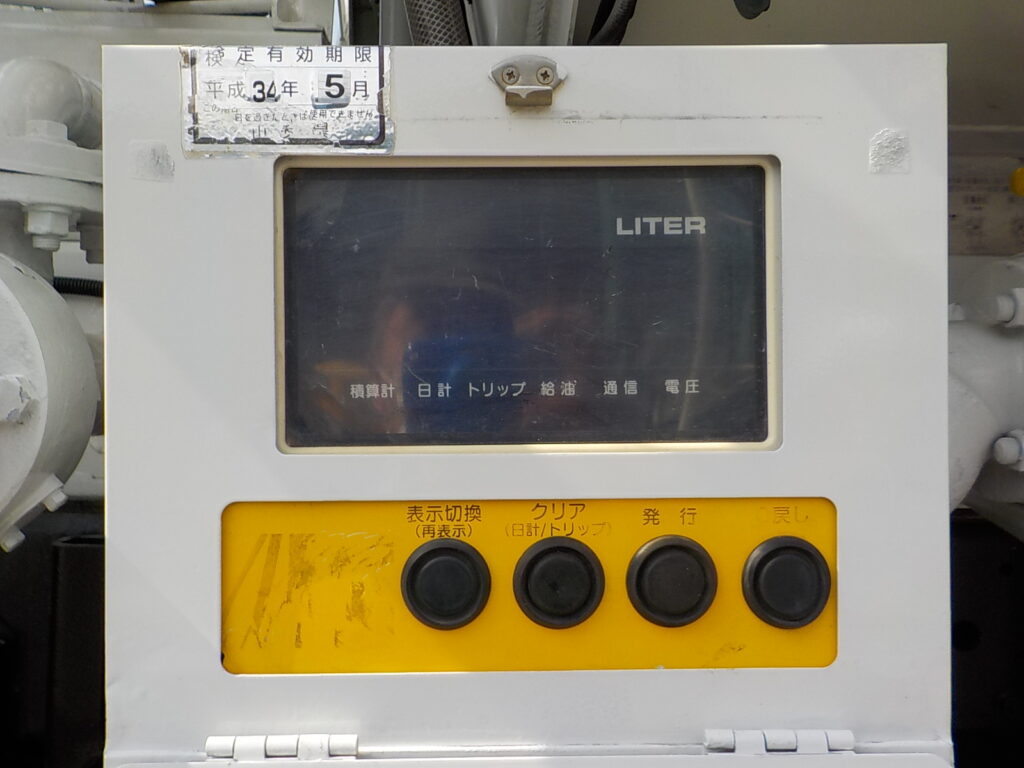 検定有効期限
平成34年5月
LITER
積算計 日計 トリップ 給油 通信 電圧
表示切換
(再表示)
クリア
(日計/トリップ)
発行
0戻し